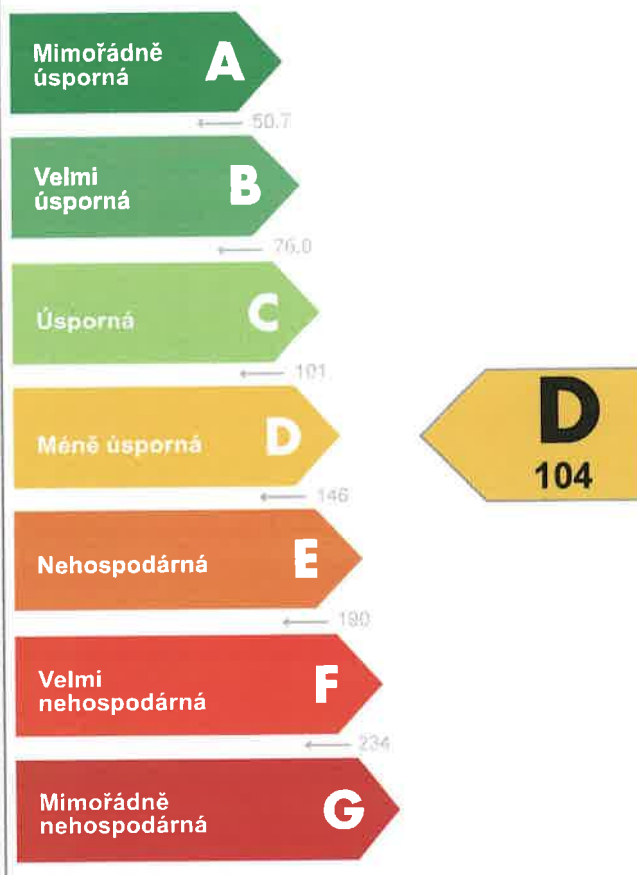 Mimořádně
úsporná
A
50.7
Velmi
úsporná
B
76.0
Úsporná
C
101
D
104
Méně úsporná
D
146
Nehospodárná
E
190
Velmi
nehospodárná
F
234
Mimořádně
nehospodárná
G